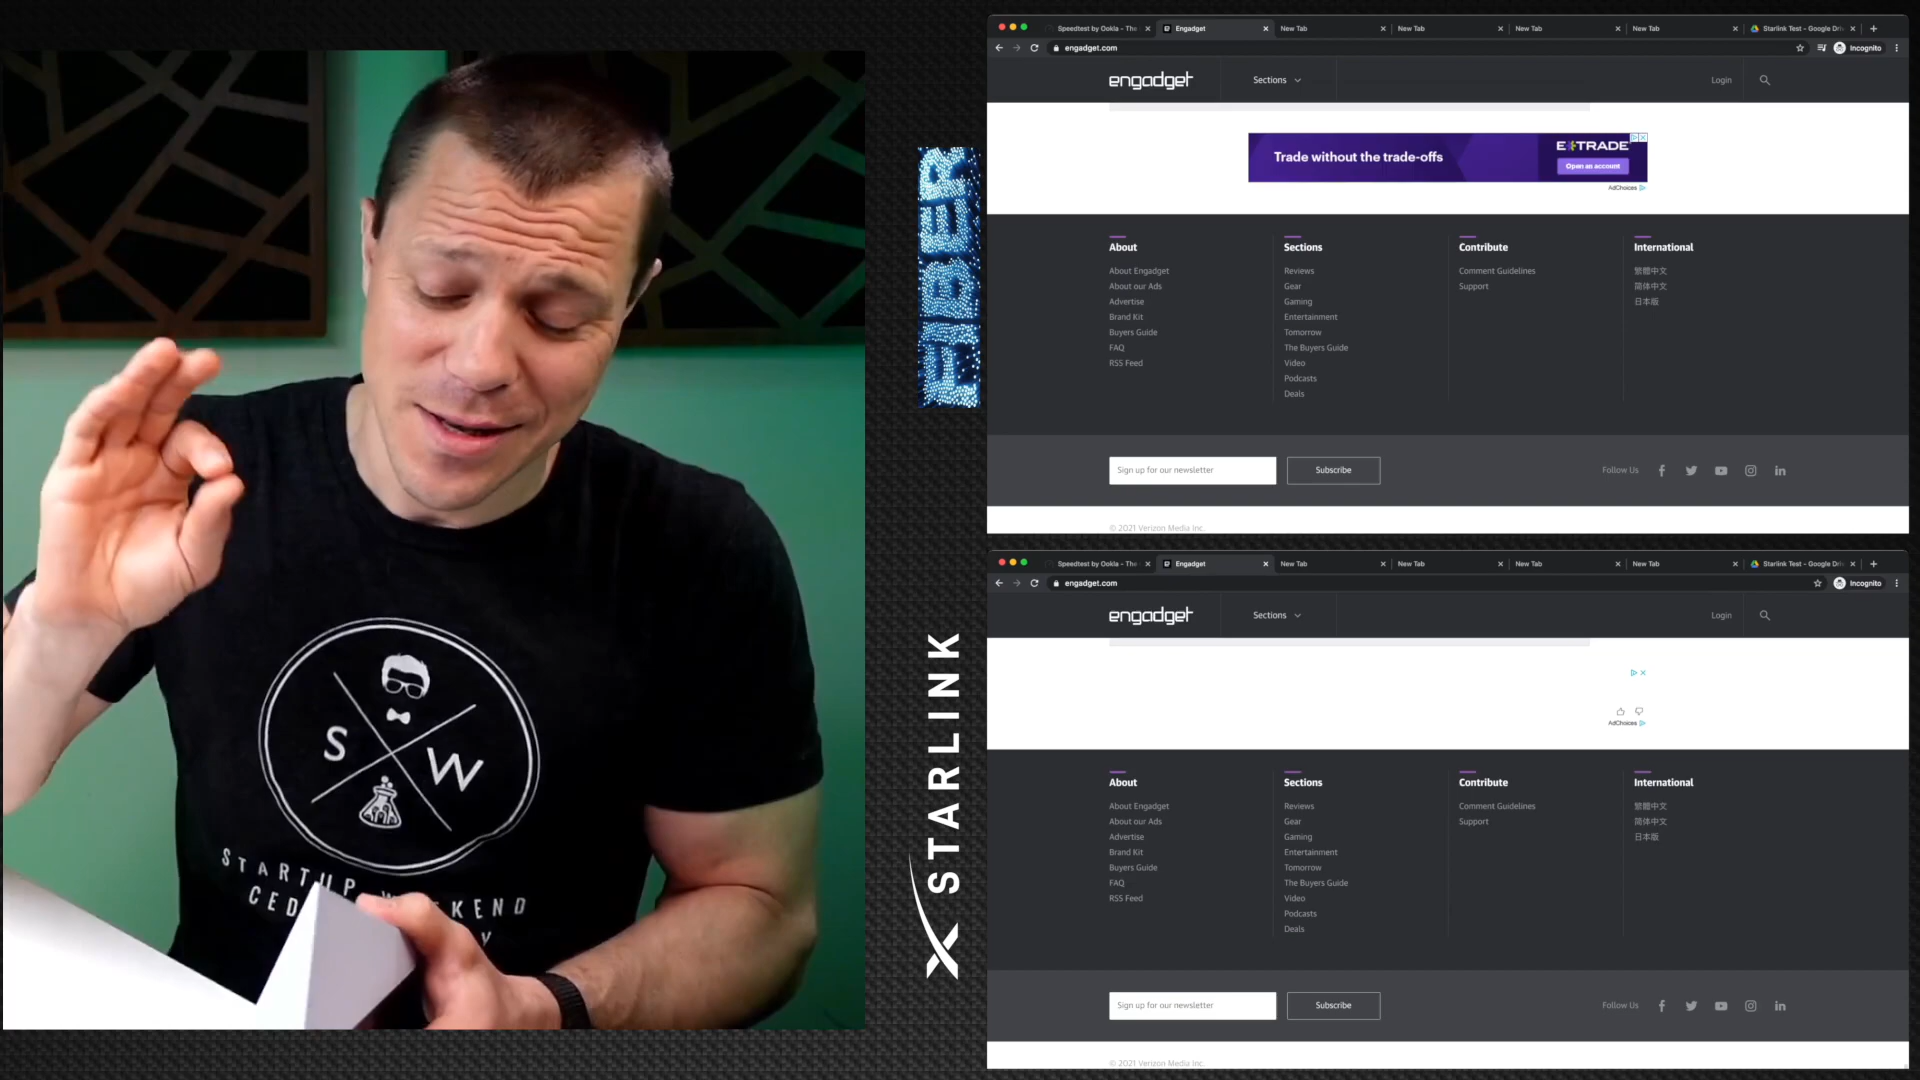 S
W
STARTUP WEEKEND
CED
Y
FIBER
STARLINK
Speedtest by Ookla - The
Engadget
New Tab
New Tab
New Tab
New Tab
Starlink Test - Google Dri
engadget.com
Incognito
engadget
Sections
Login
Trade without the trade-offs
E*TRADE
Open an account
AdChoices
About
About Engadget
About our Ads
Advertise
Brand Kit
Buyers Guide
FAQ
RSS Feed
Sections
Reviews
Gear
Gaming
Entertainment
Tomorrow
The Buyers Guide
Video
Podcasts
Deals
Contribute
Comment Guidelines
Support
International
繁體中文
简体中文
日本版
Sign up for our newsletter
Subscribe
Follow Us
© 2021 Verizon Media Inc.
Speedtest by Ookla - The
Engadget
New Tab
New Tab
New Tab
New Tab
Starlink Test - Google Dri
engadget.com
Incognito
engadget
Sections
Login
AdChoices
About
About Engadget
About our Ads
Advertise
Brand Kit
Buyers Guide
FAQ
RSS Feed
Sections
Reviews
Gear
Gaming
Entertainment
Tomorrow
The Buyers Guide
Video
Podcasts
Deals
Contribute
Comment Guidelines
Support
International
繁體中文
简体中文
日本版
Sign up for our newsletter
Subscribe
Follow Us
© 2021 Verizon Media Inc.